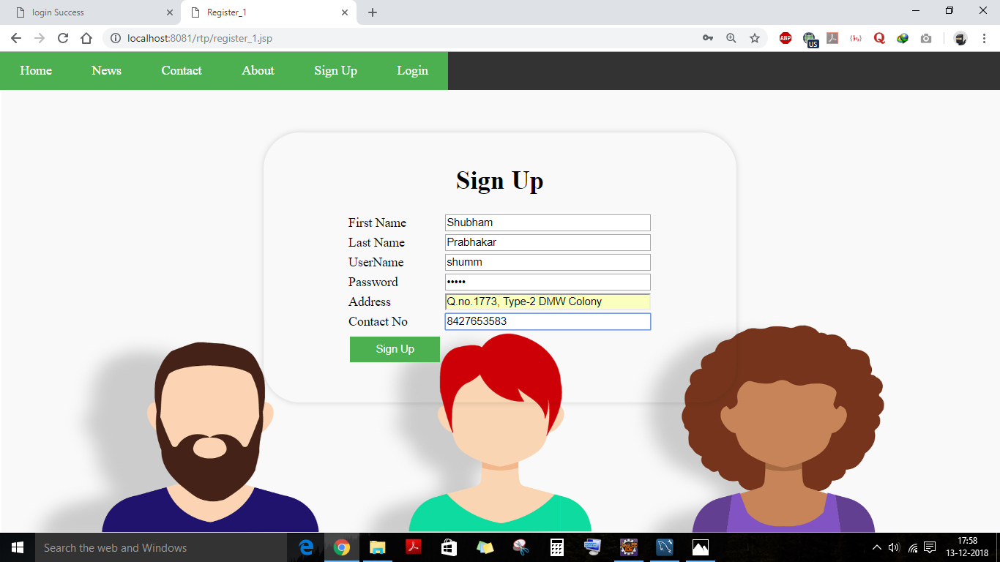 login Success
Register_1
localhost:8081/rtp/register_1.jsp
ABP
US
Home News Contact About Sign Up Login
Sign Up
First Name Shubham
Last Name Prabhakar
UserName shumm
Password •••••
Address Q.no.1773, Type-2 DMW Colony
Contact No 8427653583
Sign Up
Search the web and Windows
17:58
13-12-2018